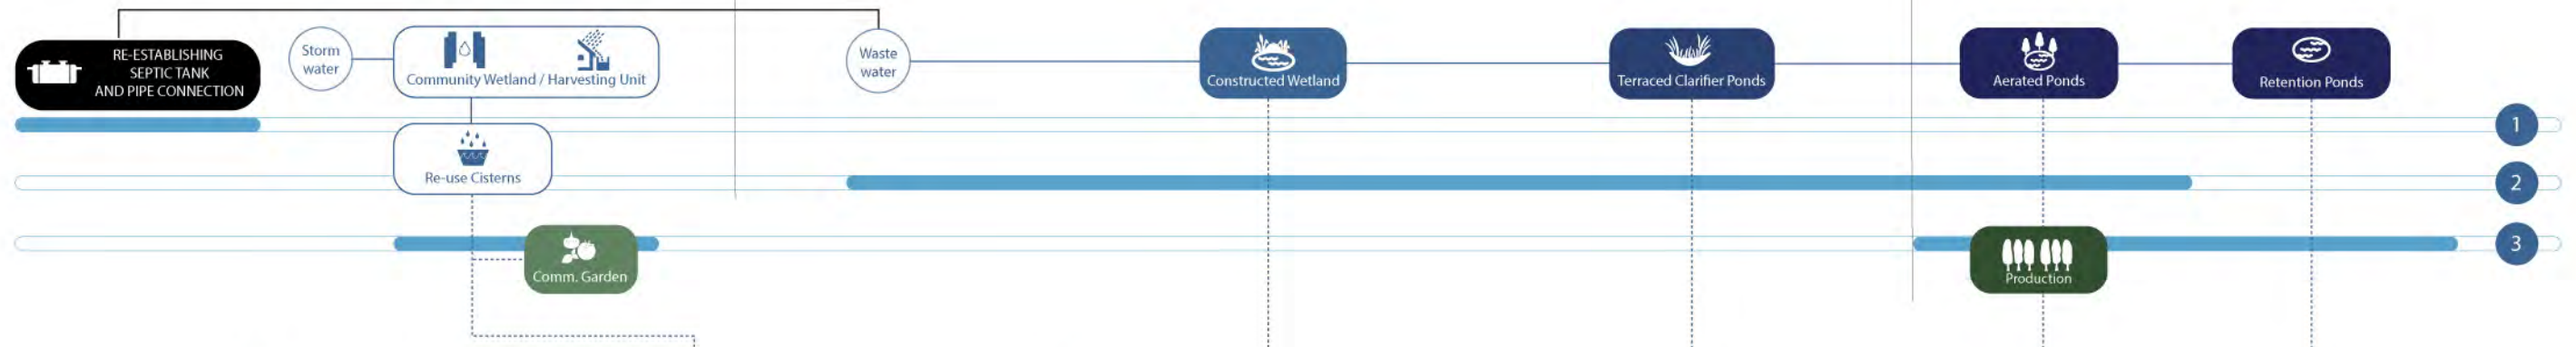 RE-ESTABLISHING
SEPTIC TANK
AND PIPE CONNECTION
Storm
water
Community Wetland / Harvesting Unit
Waste
water
Constructed Wetland
Terraced Clarifier Ponds
Aerated Ponds
Retention Ponds
1
Re-use Cisterns
2
3
Comm. Garden
Production